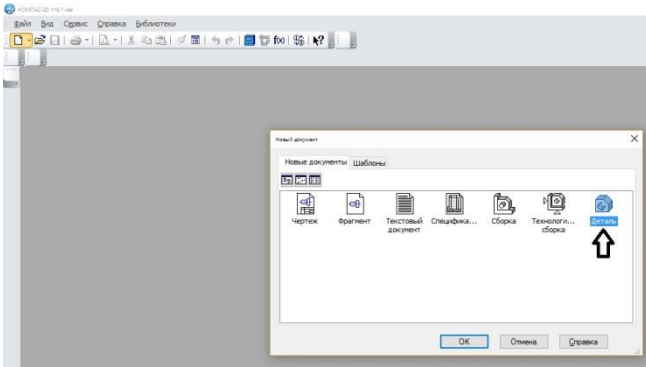 КОМПАС-3D V16.1 x64
Файл Вид Сервис Справка Библиотеки
f(x)
Новый документ
Новые документы Шаблоны
Чертеж Фрагмент Текстовый документ Специфика... Сборка Технологи... сборка Деталь
OK Отмена Справка